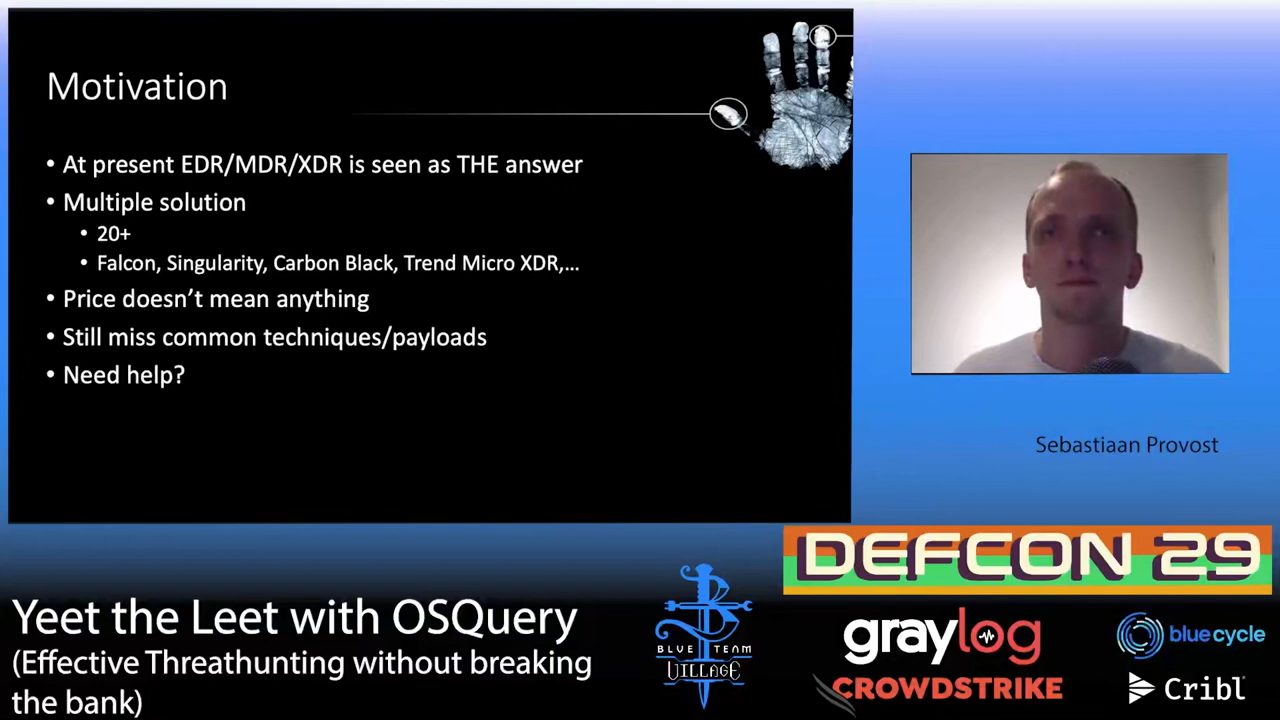 Motivation
• At present EDR/MDR/XDR is seen as THE answer
• Multiple solution
• 20+
• Falcon, Singularity, Carbon Black, Trend Micro XDR,...
• Price doesn't mean anything
• Still miss common techniques/payloads
• Need help?
Sebastiaan Provost
DEFCON 29
Yeet the Leet with OSQuery
(Effective Threathunting without breaking
the bank)
BLUE TEAM
VILLAGE
graylog
CROWDSTRIKE
bluecycle
Cribl